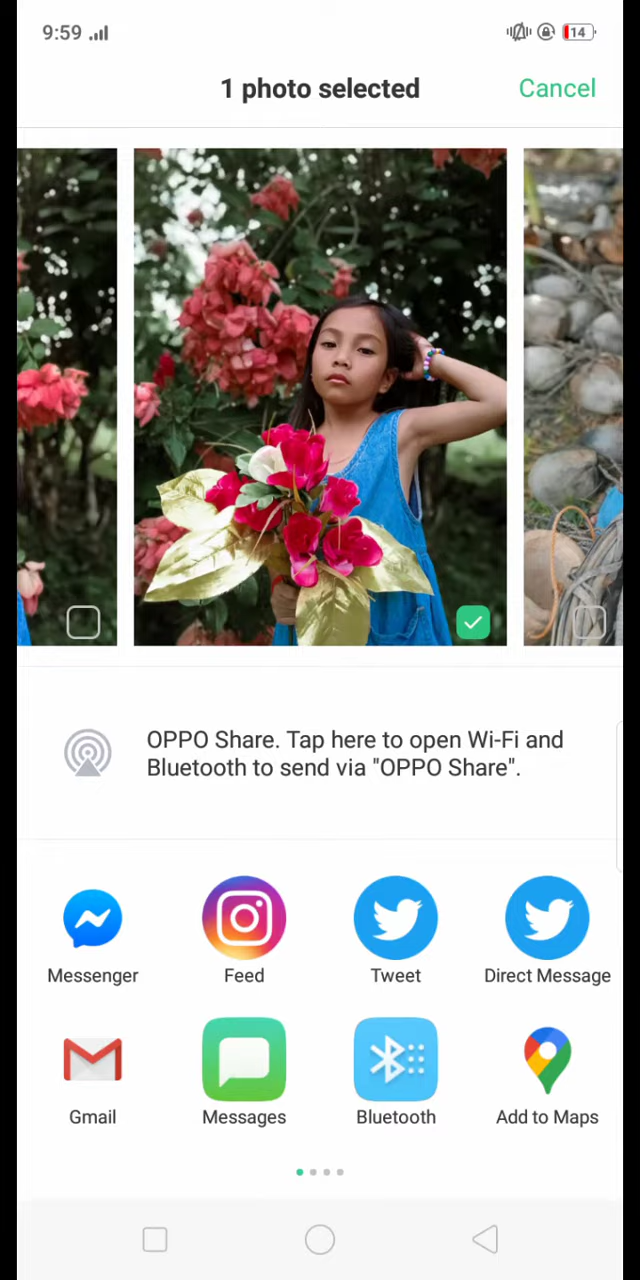 9:59
14
1 photo selected
Cancel
OPPO Share. Tap here to open Wi-Fi and
Bluetooth to send via "OPPO Share".
Messenger
Feed
Tweet
Direct Message
Gmail
Messages
Bluetooth
Add to Maps